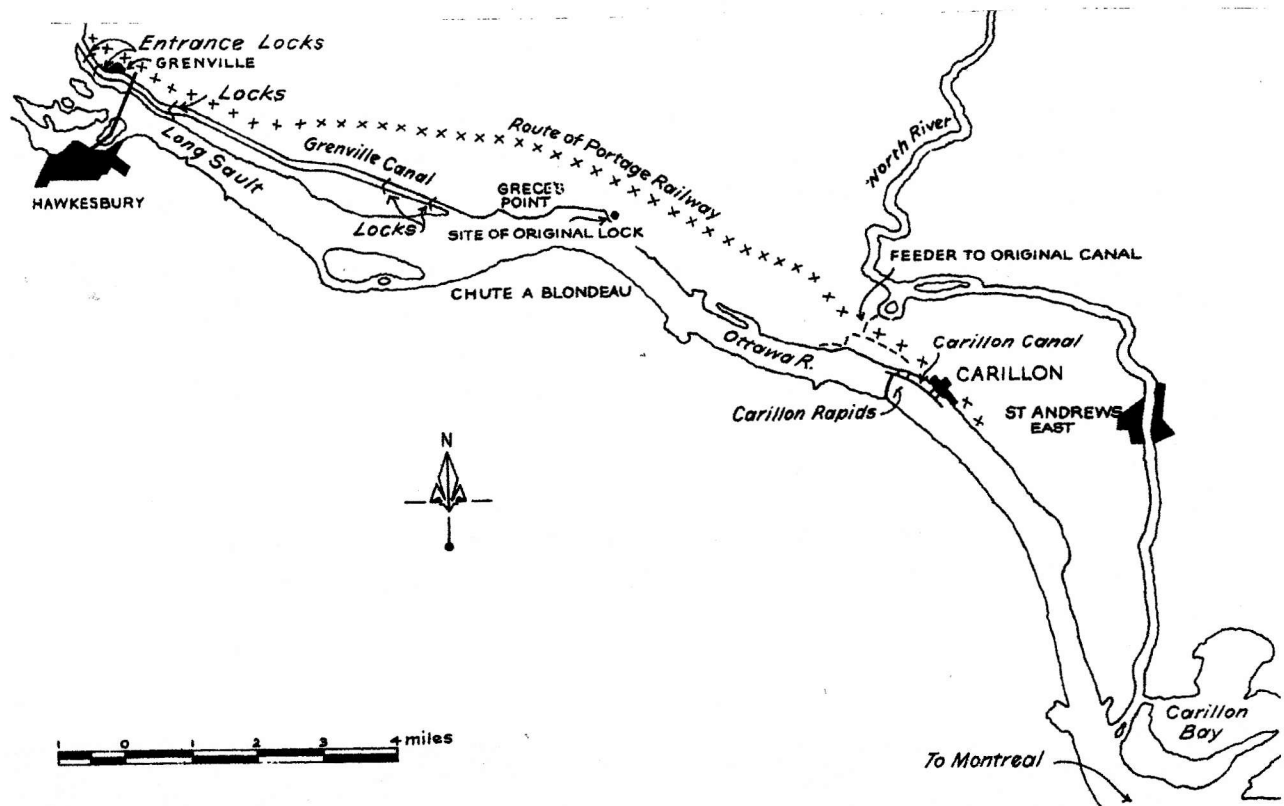 Entrance Locks
GRENVILLE
Locks
Long Sault
Grenville Canal
Route of Portage Railway
North River
HAWKESBURY
GRECE'S
POINT
Locks
SITE OF ORIGINAL LOCK
FEEDER TO ORIGINAL CANAL
CHUTE A BLONDEAU
Ottawa R.
Carillon Canal
CARILLON
Carillon Rapids
ST ANDREWS
EAST
N
Carillon
Bay
1 0 1 2 3 4 miles
To Montreal